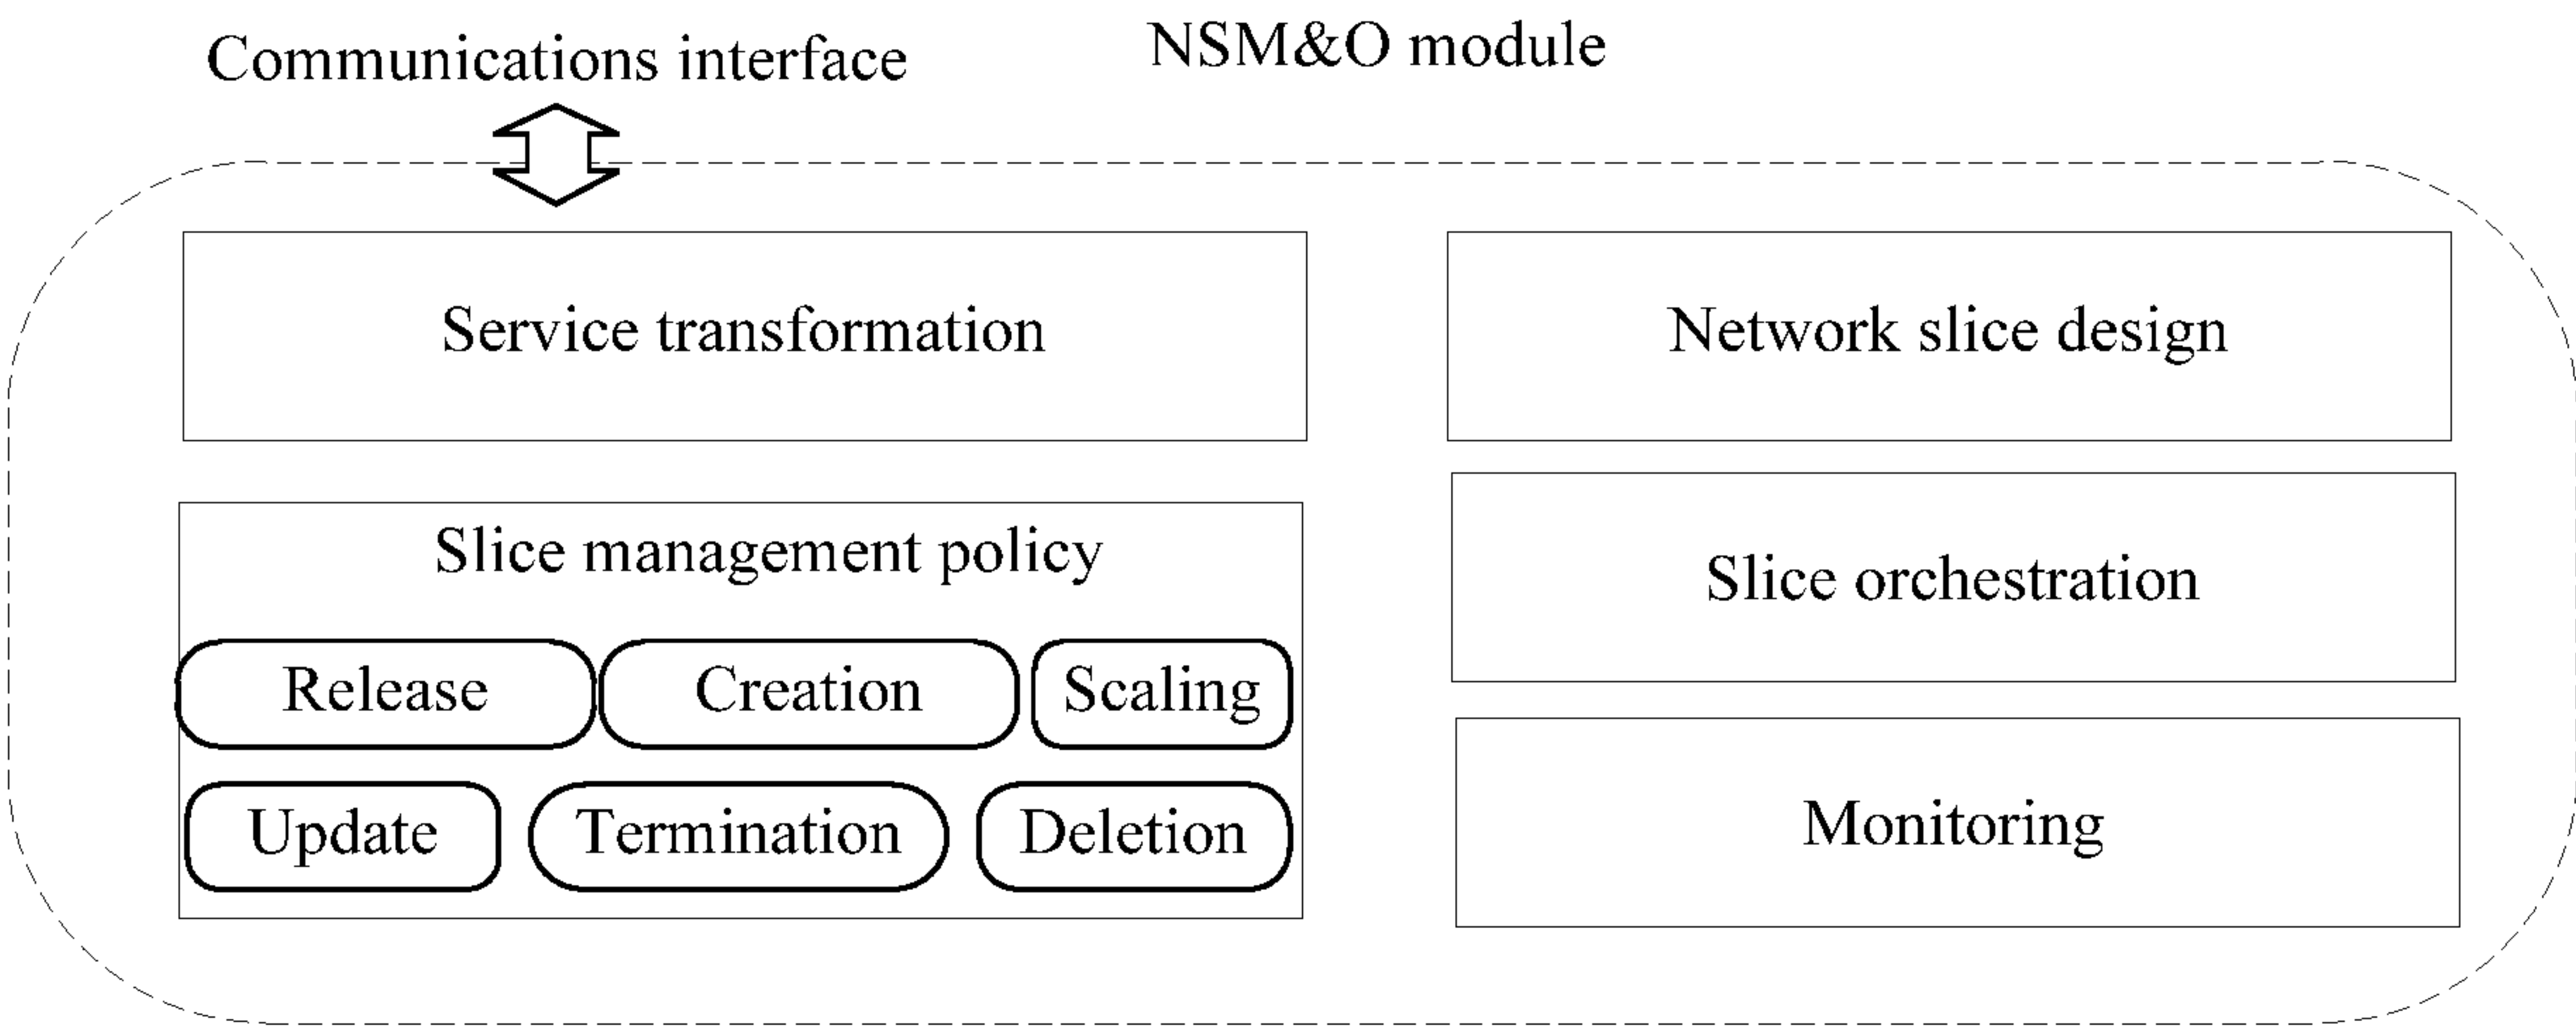 Communications interface
NSM&O module
Service transformation
Network slice design
Slice management policy
Slice orchestration
Release
Creation
Scaling
Update
Termination
Deletion
Monitoring